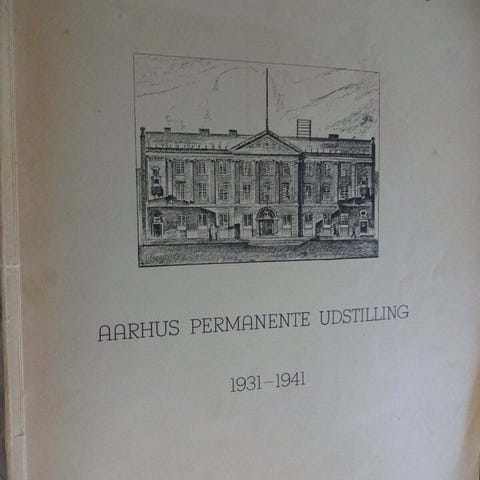 AARHUS PERMANENTE UDSTILLING
1931-1941